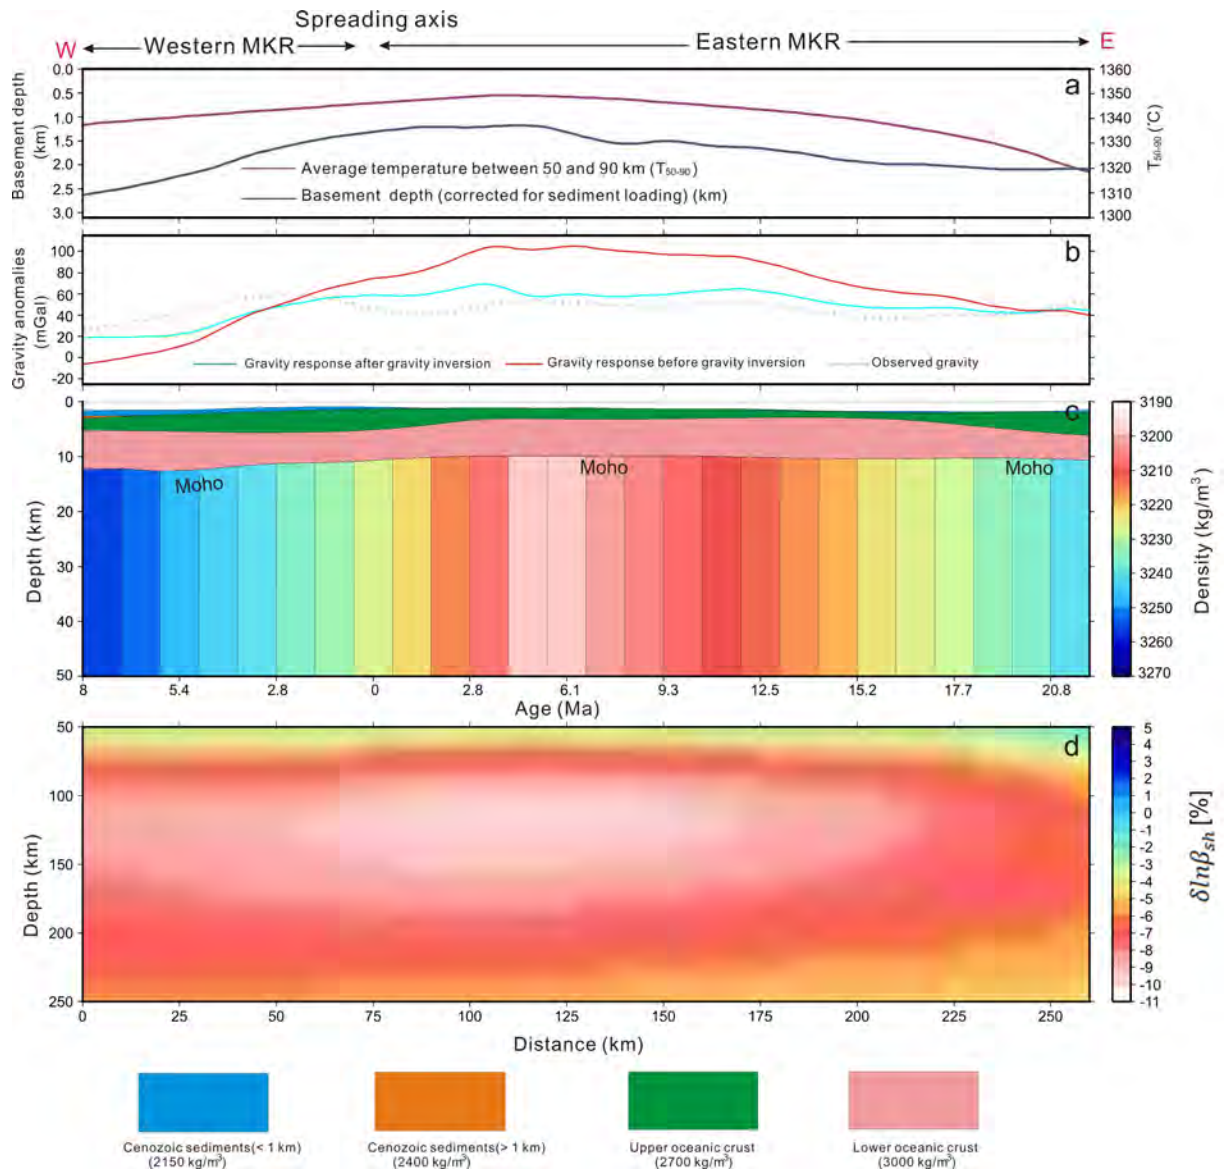 Spreading axis
W Western MKR Eastern MKR E
a
Basement depth
(km)
0.0
0.5
1.0
1.5
2.0
2.5
3.0
Average temperature between 50 and 90 km (T50-90)
Basement depth (corrected for sediment loading) (km)
1360
1350
1340
1330
1320
1310
1300
T50-90 (℃)
b
Gravity anomalies
(mGal)
100
80
60
40
20
0
-20
Gravity response after gravity inversion
Gravity response before gravity inversion
Observed gravity
c
Depth (km)
0
10
20
30
40
50
Moho
Moho
Moho
3190
3200
3210
3220
3230
3240
3250
3260
3270
Density (kg/m³)
8 5.4 2.8 0 2.8 6.1 9.3 12.5 15.2 17.7 20.8
Age (Ma)
d
Depth (km)
50
100
150
200
250
5
4
3
2
1
0
-1
-2
-3
-4
-5
-6
-7
-8
-9
-10
-11
δlnβsh [%]
0 25 50 75 100 125 150 175 200 225 250
Distance (km)
Cenozoic sediments(< 1 km)
(2150 kg/m³)
Cenozoic sediments(> 1 km)
(2400 kg/m³)
Upper oceanic crust
(2700 kg/m³)
Lower oceanic crust
(3000 kg/m³)